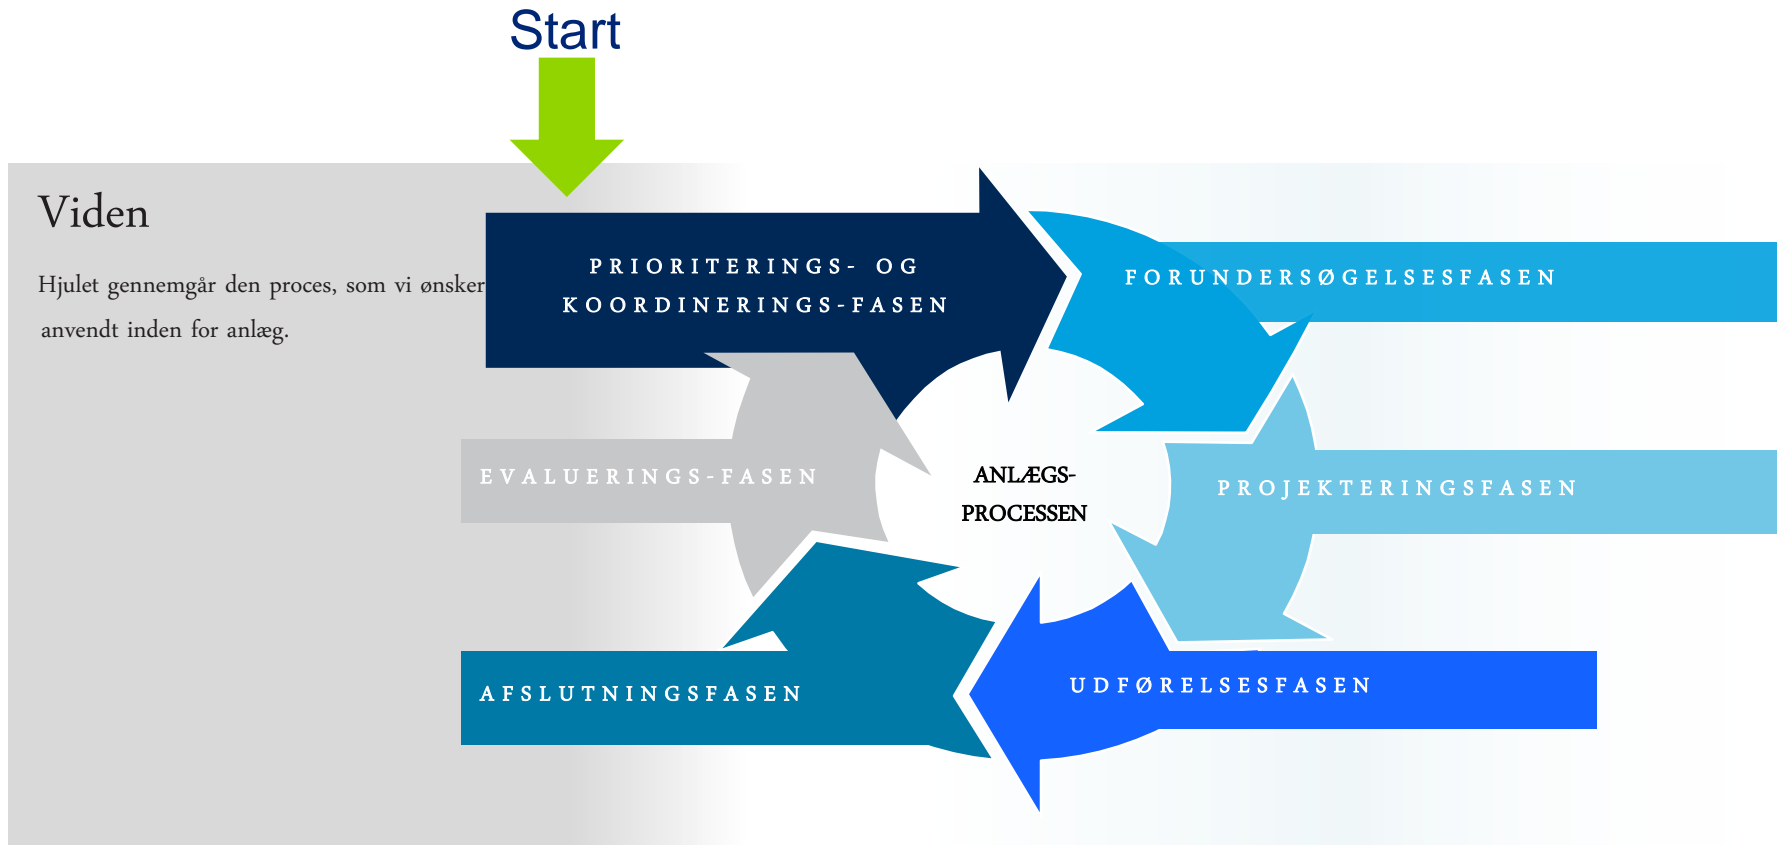 Start
Viden
Hjulet gennemgår den proces, som vi ønsker
anvendt inden for anlæg.
PRIORITERINGS- OG
KOORDINERINGS-FASEN
FORUNDERSØGELSESFASEN
EVALUERINGS-FASEN
ANLÆGS-
PROCESSEN
PROJEKTERINGSFASEN
AFSLUTNINGSFASEN
UDFØRELSESFASEN